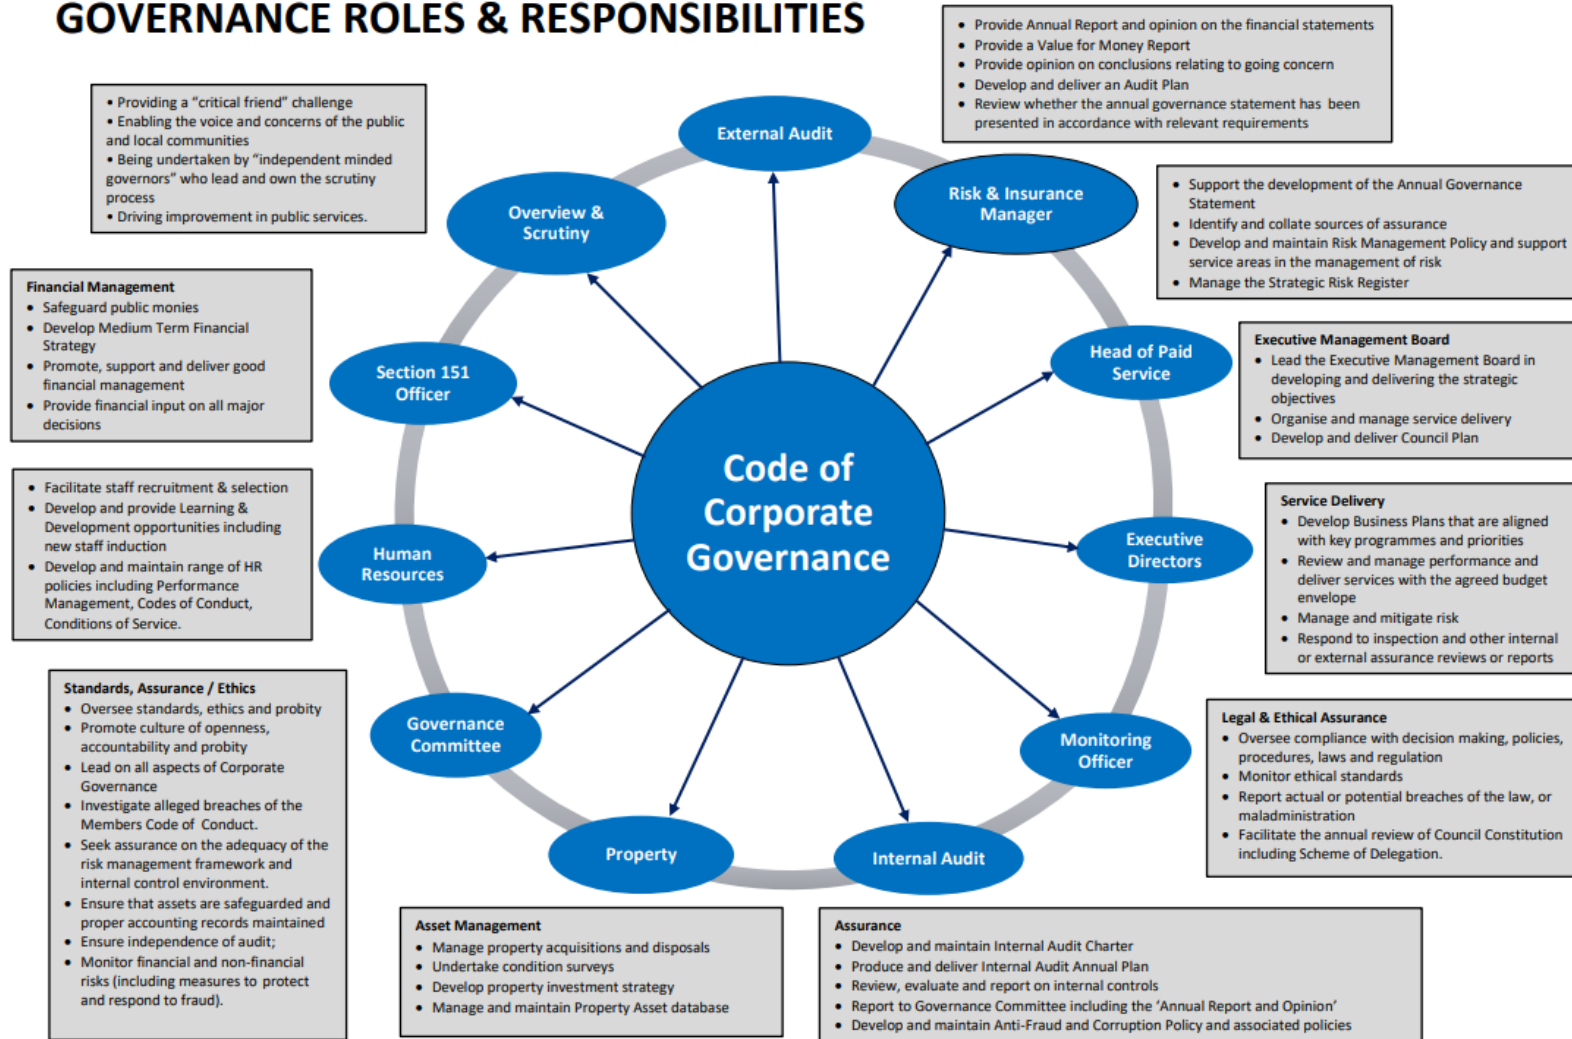 GOVERNANCE ROLES & RESPONSIBILITIES
• Provide Annual Report and opinion on the financial statements
• Provide a Value for Money Report
• Provide opinion on conclusions relating to going concern
• Develop and deliver an Audit Plan
• Review whether the annual governance statement has been
presented in accordance with relevant requirements
• Providing a “critical friend” challenge
• Enabling the voice and concerns of the public
and local communities
• Being undertaken by “independent minded
governors” who lead and own the scrutiny
process
• Driving improvement in public services.
External Audit
Risk & Insurance
Manager
• Support the development of the Annual Governance
Statement
• Identify and collate sources of assurance
• Develop and maintain Risk Management Policy and support
service areas in the management of risk
• Manage the Strategic Risk Register
Overview &
Scrutiny
Financial Management
• Safeguard public monies
• Develop Medium Term Financial
Strategy
• Promote, support and deliver good
financial management
• Provide financial input on all major
decisions
Section 151
Officer
Head of Paid
Service
Executive Management Board
• Lead the Executive Management Board in
developing and delivering the strategic
objectives
• Organise and manage service delivery
• Develop and deliver Council Plan
Code of
Corporate
Governance
• Facilitate staff recruitment & selection
• Develop and provide Learning &
Development opportunities including
new staff induction
• Develop and maintain range of HR
policies including Performance
Management, Codes of Conduct,
Conditions of Service.
Human
Resources
Executive
Directors
Service Delivery
• Develop Business Plans that are aligned
with key programmes and priorities
• Review and manage performance and
deliver services with the agreed budget
envelope
• Manage and mitigate risk
• Respond to inspection and other internal
or external assurance reviews or reports
Standards, Assurance / Ethics
• Oversee standards, ethics and probity
• Promote culture of openness,
accountability and probity
• Lead on all aspects of Corporate
Governance
• Investigate alleged breaches of the
Members Code of Conduct.
• Seek assurance on the adequacy of the
risk management framework and
internal control environment.
• Ensure that assets are safeguarded and
proper accounting records maintained
• Ensure independence of audit;
• Monitor financial and non-financial
risks (including measures to protect
and respond to fraud).
Governance
Committee
Monitoring
Officer
Legal & Ethical Assurance
• Oversee compliance with decision making, policies,
procedures, laws and regulation
• Monitor ethical standards
• Report actual or potential breaches of the law, or
maladministration
• Facilitate the annual review of Council Constitution
including Scheme of Delegation.
Property
Internal Audit
Asset Management
• Manage property acquisitions and disposals
• Undertake condition surveys
• Develop property investment strategy
• Manage and maintain Property Asset database
Assurance
• Develop and maintain Internal Audit Charter
• Produce and deliver Internal Audit Annual Plan
• Review, evaluate and report on internal controls
• Report to Governance Committee including the ‘Annual Report and Opinion’
• Develop and maintain Anti-Fraud and Corruption Policy and associated policies